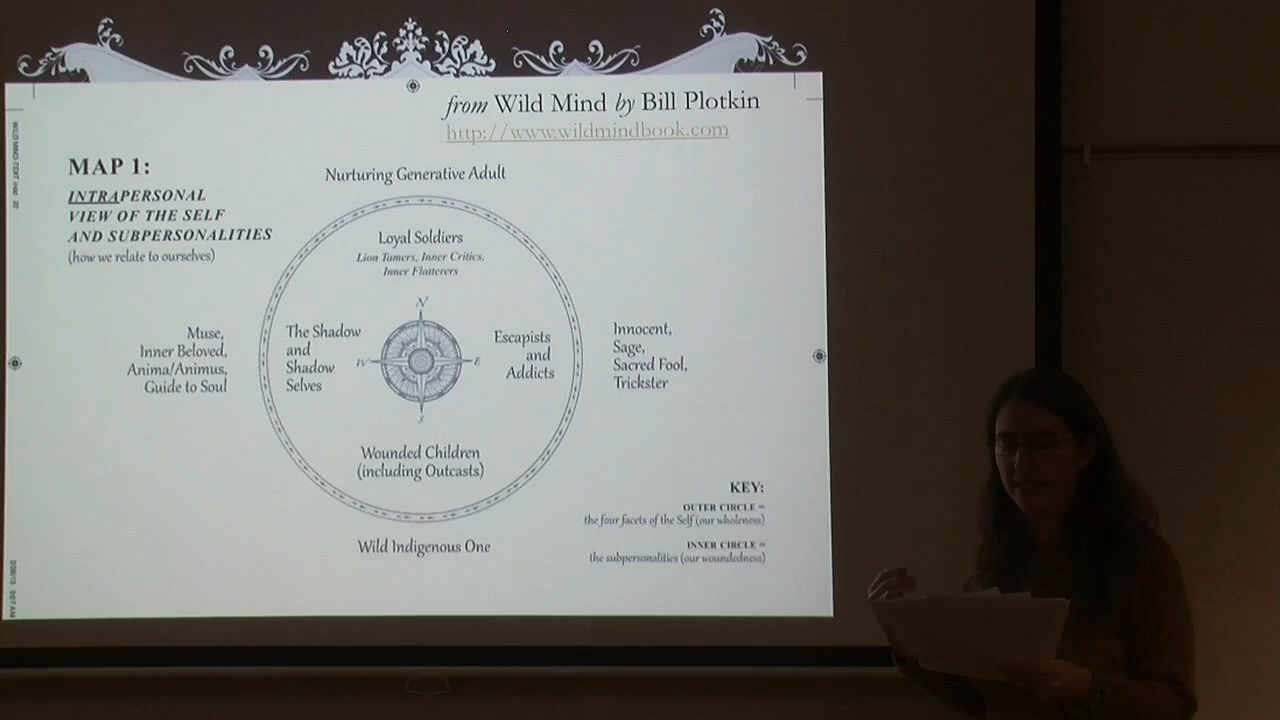 from Wild Mind by Bill Plotkin
http://www.wildmindbook.com
MAP 1:
INTRAPERSONAL
VIEW OF THE SELF
AND SUBPERSONALITIES
(how we relate to ourselves)
Nurturing Generative Adult
Loyal Soldiers
Lion Tamers, Inner Critics,
Inner Flatterers
N
Muse,
Inner Beloved,
Anima/Animus,
Guide to Soul
The Shadow
and
Shadow
Selves
W
E
Escapists
and
Addicts
Innocent,
Sage,
Sacred Fool,
Trickster
S
Wounded Children
(including Outcasts)
Wild Indigenous One
KEY:
OUTER CIRCLE =
the four facets of the Self (our wholeness)
INNER CIRCLE =
the subpersonalities (our woundedness)